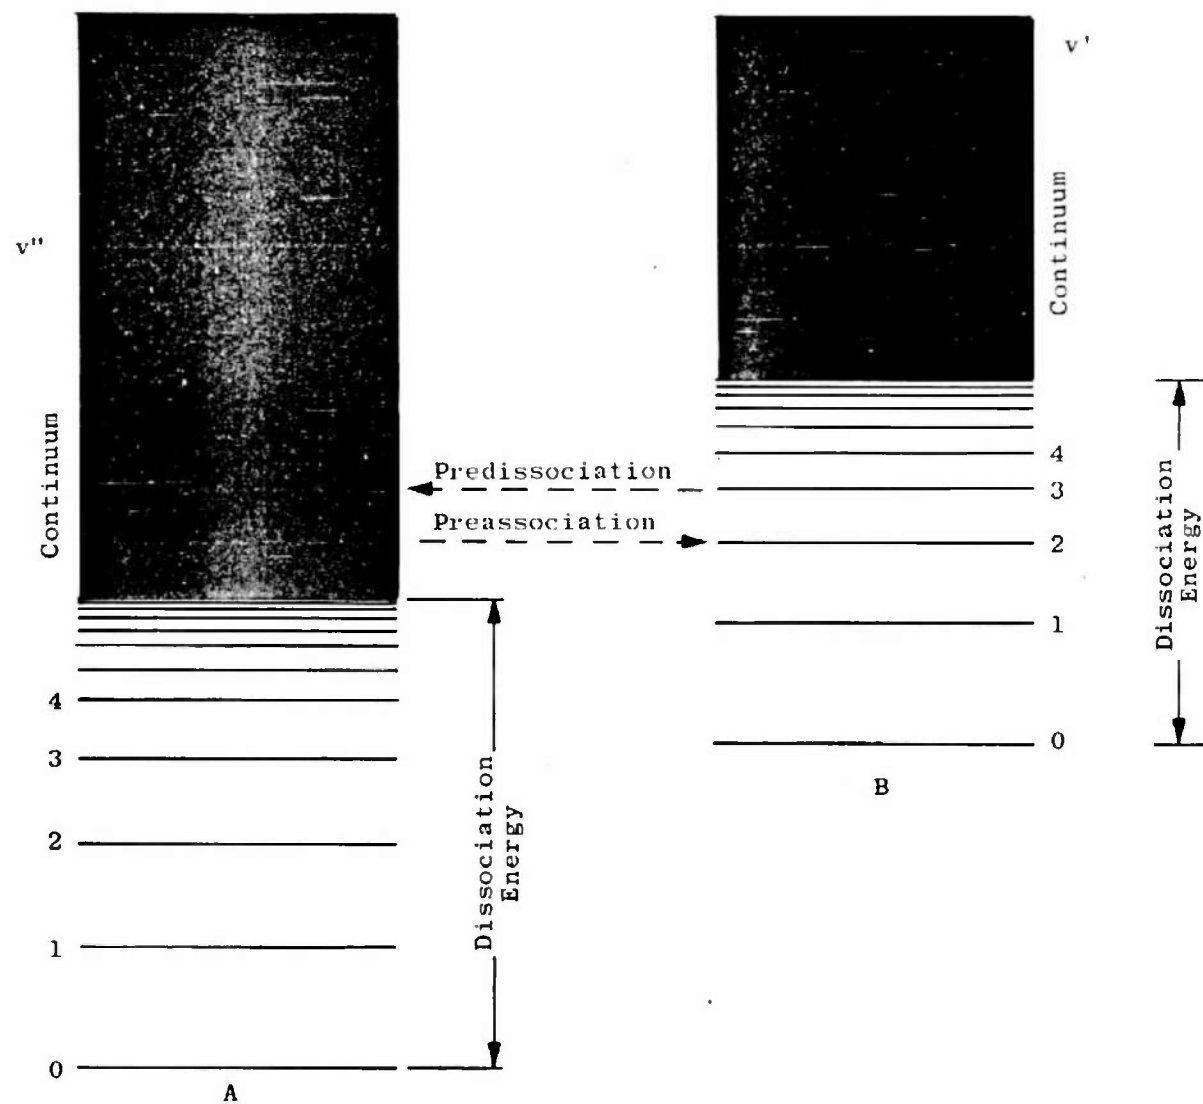 v'
v"
Continuum
Continuum
Predissociation
Preassociation
4
3
2
1
0
Dissociation
Energy
B
4
3
2
1
0
Dissociation
Energy
A